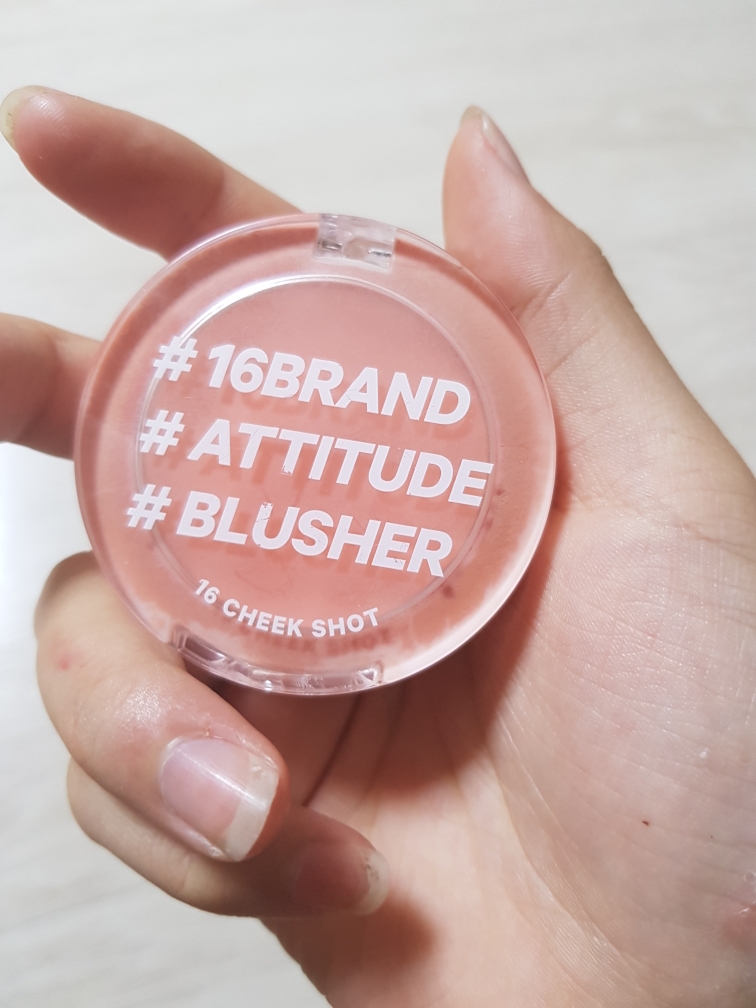 # 16BRAND
# ATTITUDE
# BLUSHER
16 CHEEK SHOT